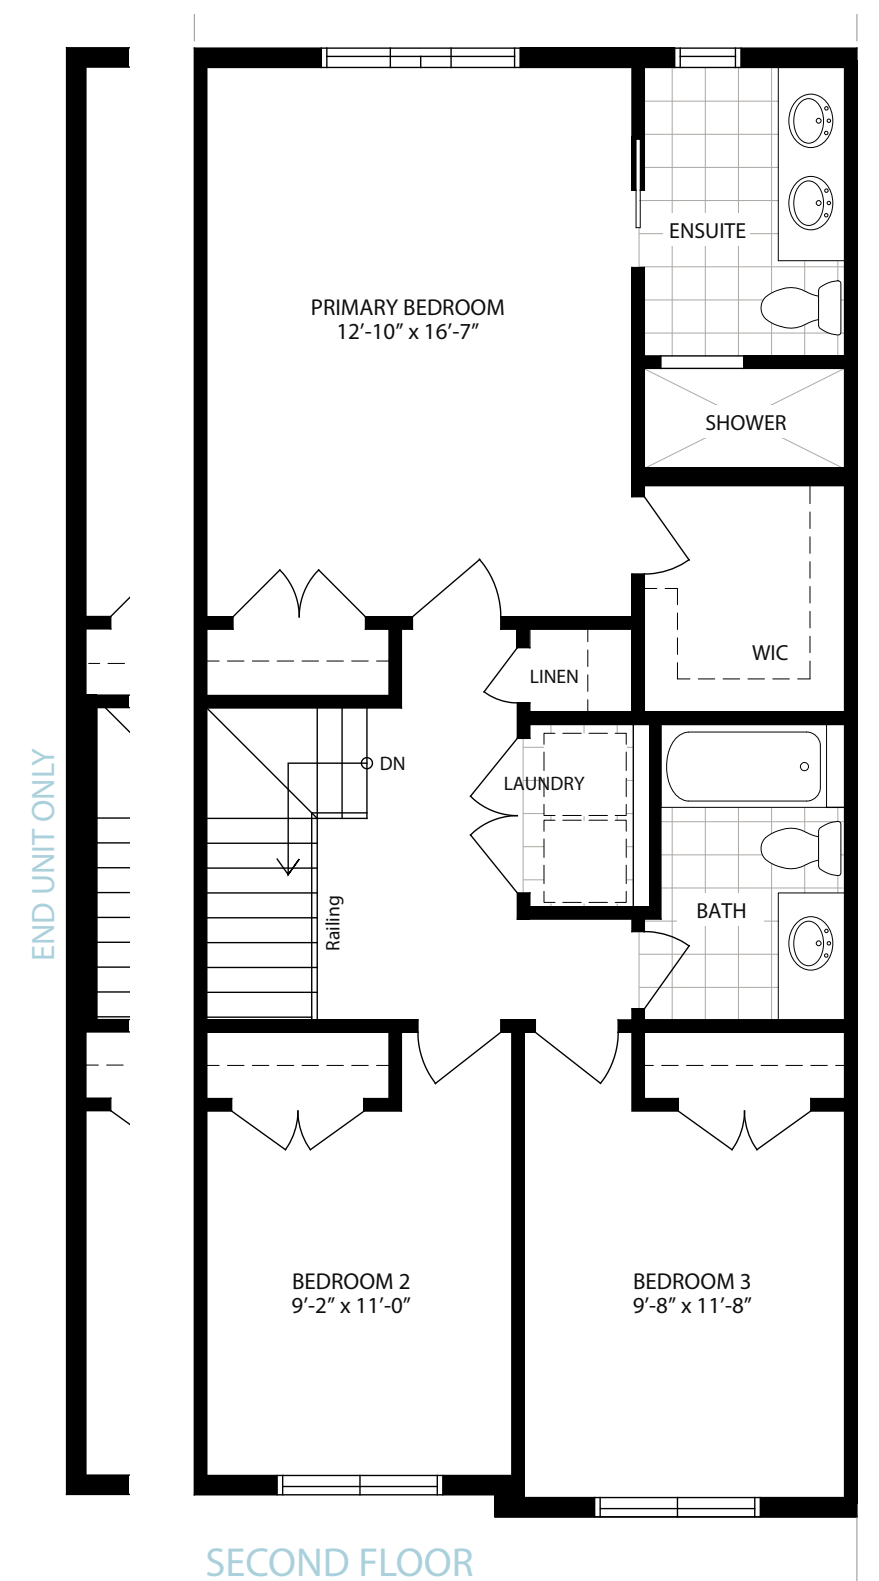 ENSUITE
PRIMARY BEDROOM
12’-10” x 16’-7”
SHOWER
WIC
LINEN
DN
LAUNDRY
END UNIT ONLY
Railing
BATH
BEDROOM 2
9’-2” x 11’-0”
BEDROOM 3
9’-8” x 11’-8”
SECOND FLOOR